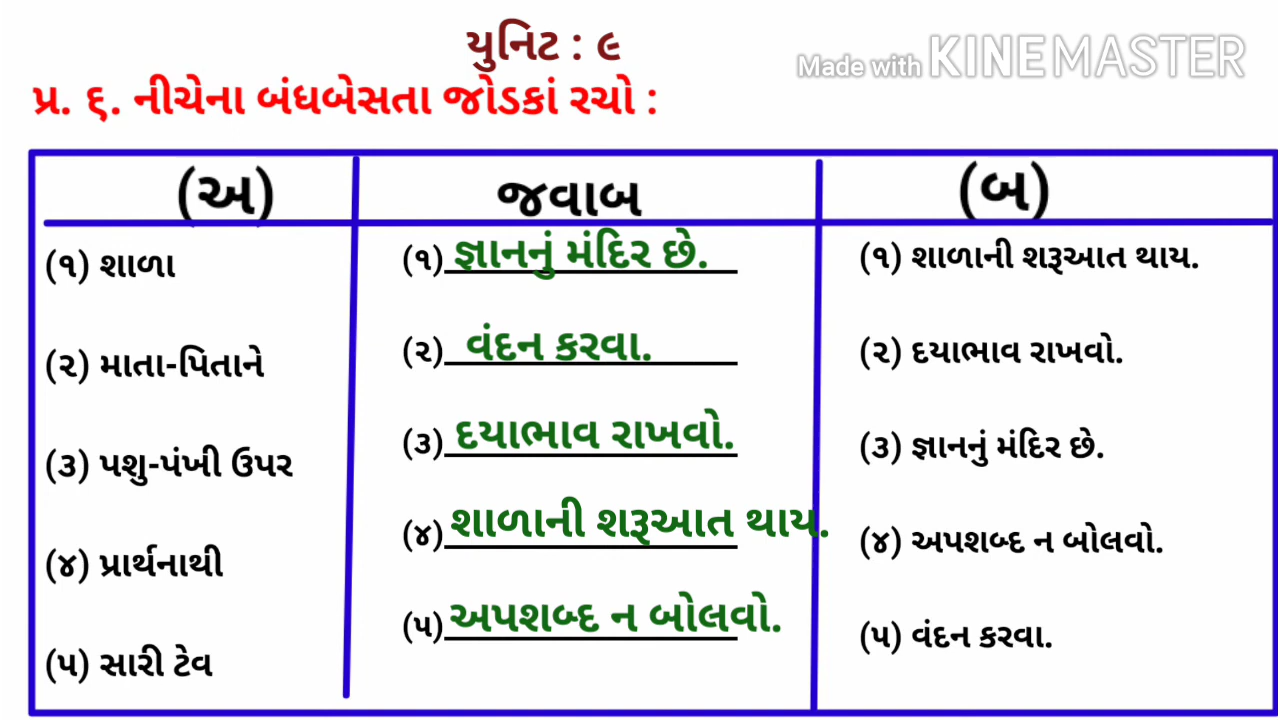 યુનિટ : ૯
Made with KINEMASTER
પ્ર. ૬. નીચેના બંધબેસતા જોડકાં રચો :
(અ) જવાબ (બ)
(૧) શાળા (૧) જ્ઞાનનું મંદિર છે. (૧) શાળાની શરૂઆત થાય.
(૨) માતા-પિતાને (૨) વંદન કરવા. (૨) દયાભાવ રાખવો.
(૩) પશુ-પંખી ઉપર (૩) દયાભાવ રાખવો. (૩) જ્ઞાનનું મંદિર છે.
(૪) પ્રાર્થનાથી (૪) શાળાની શરૂઆત થાય. (૪) અપશબ્દ ન બોલવો.
(૫) સારી ટેવ (૫) અપશબ્દ ન બોલવો. (૫) વંદન કરવા.